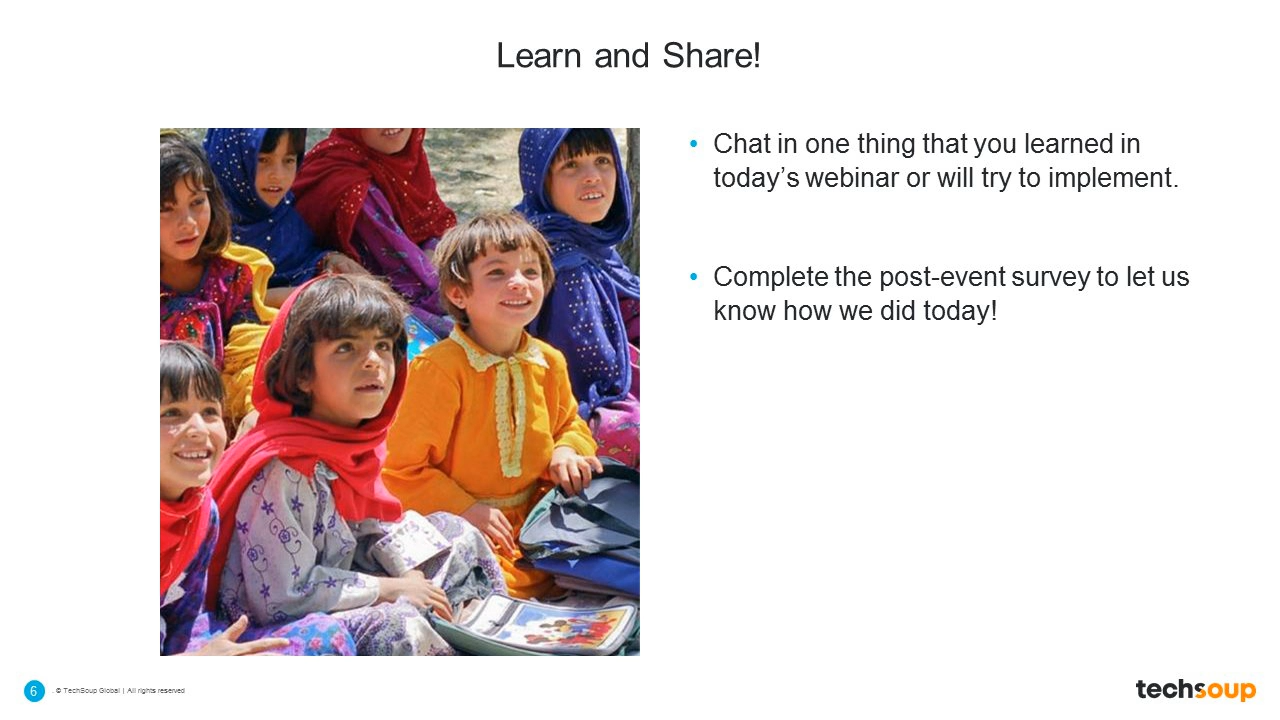 Learn and Share!
• Chat in one thing that you learned in
today’s webinar or will try to implement.
• Complete the post-event survey to let us
know how we did today!
6
. © TechSoup Global | All rights reserved
techsoup